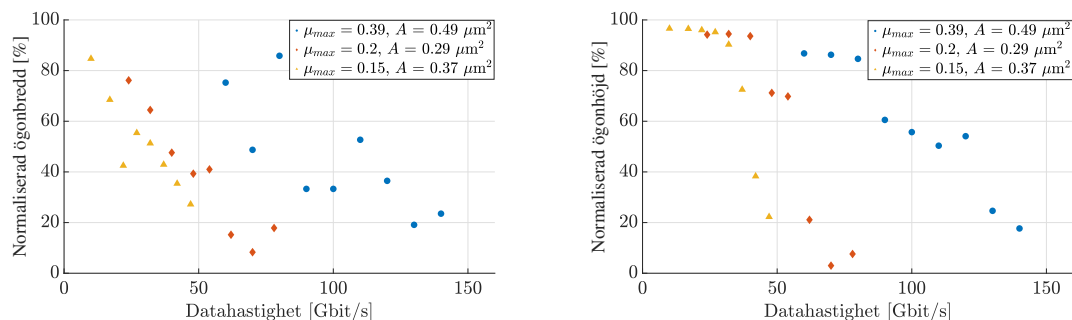 Normaliserad ögonbredd [%]
100
80
60
40
20
0
0 50 100 150
Datahastighet [Gbit/s]
μmax = 0.39, A = 0.49 μm²
μmax = 0.2, A = 0.29 μm²
μmax = 0.15, A = 0.37 μm²
Normaliserad ögonhöjd [%]
100
80
60
40
20
0
0 50 100 150
Datahastighet [Gbit/s]
μmax = 0.39, A = 0.49 μm²
μmax = 0.2, A = 0.29 μm²
μmax = 0.15, A = 0.37 μm²